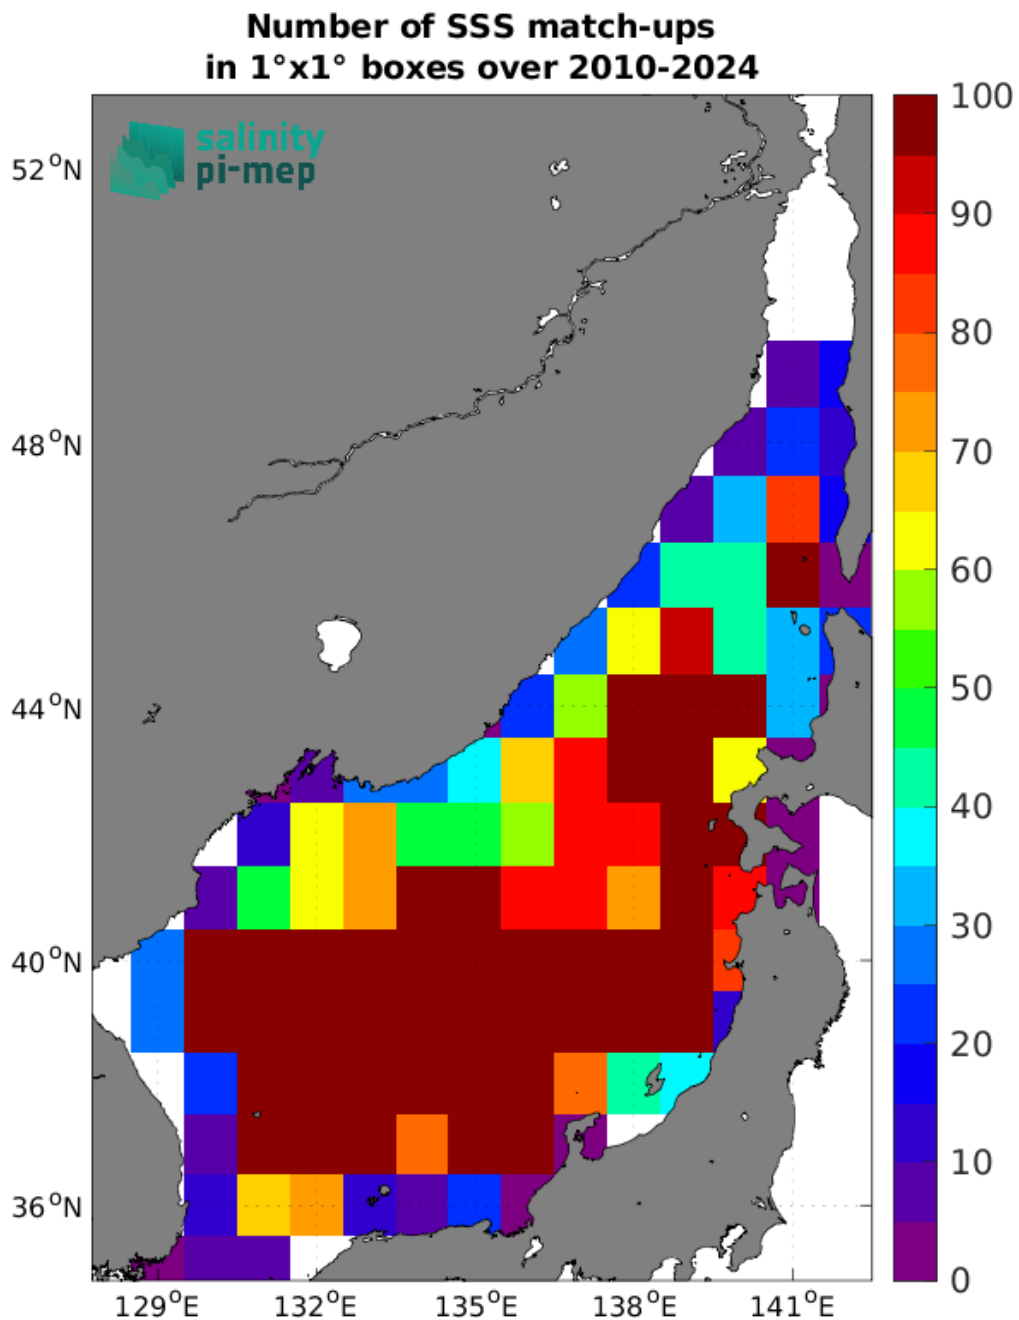 Number of SSS match-ups
in 1°x1° boxes over 2010-2024
salinity
pi-mep
52°N
48°N
44°N
40°N
36°N
129°E 132°E 135°E 138°E 141°E
100
90
80
70
60
50
40
30
20
10
0